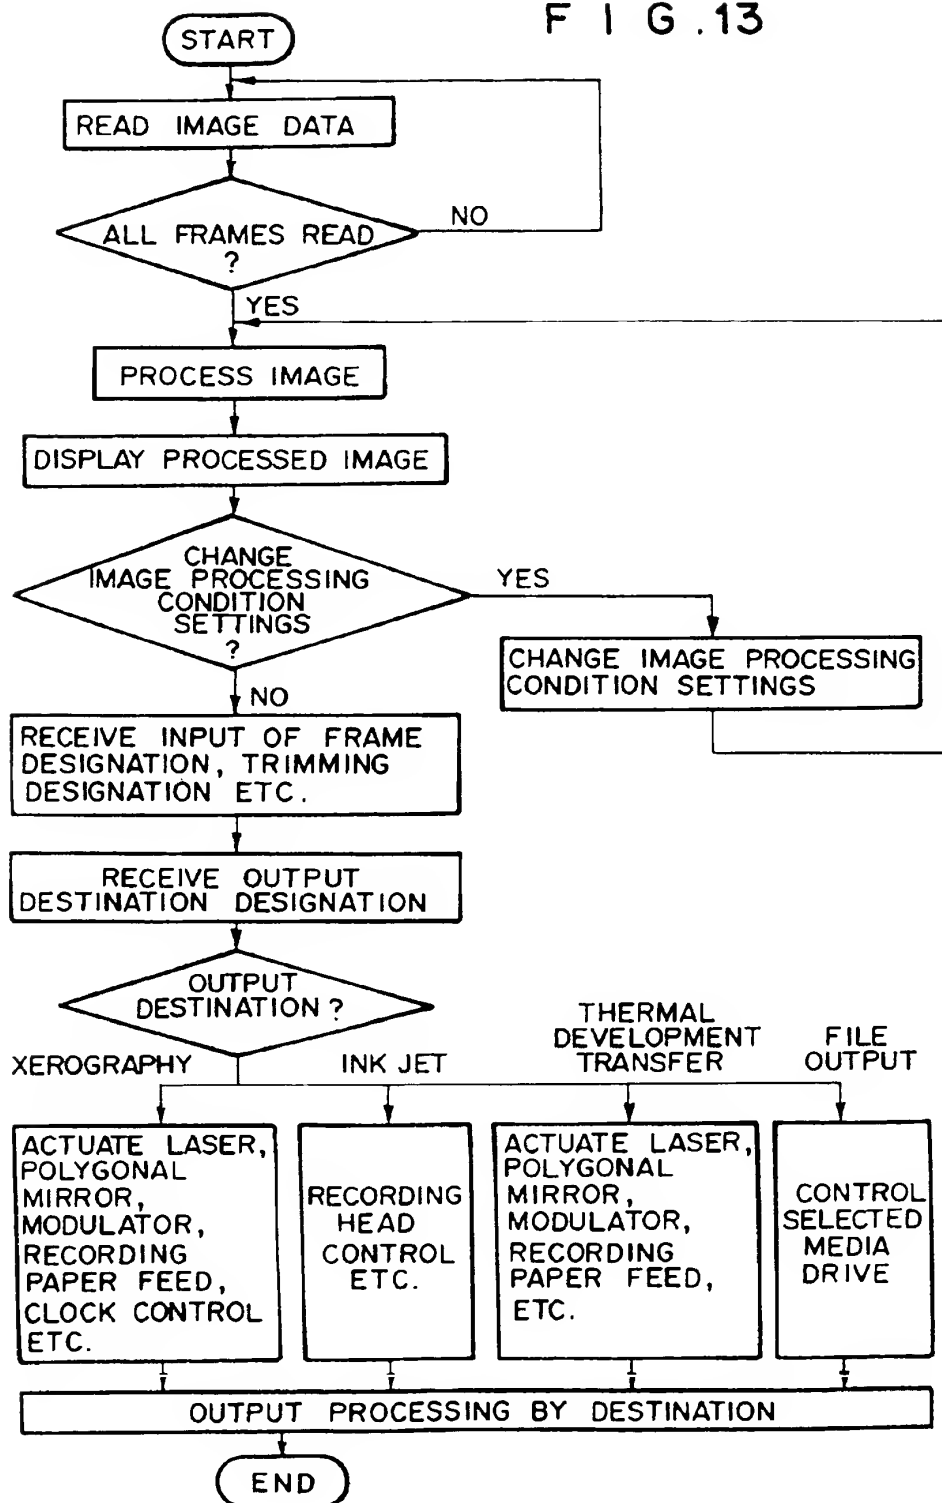 F I G . 13
START
READ IMAGE DATA
ALL FRAMES READ
?
NO
YES
PROCESS IMAGE
DISPLAY PROCESSED IMAGE
CHANGE
IMAGE PROCESSING
CONDITION
SETTINGS
?
YES
CHANGE IMAGE PROCESSING
CONDITION SETTINGS
NO
RECEIVE INPUT OF FRAME
DESIGNATION, TRIMMING
DESIGNATION ETC.
RECEIVE OUTPUT
DESTINATION DESIGNATION
OUTPUT
DESTINATION ?
XEROGRAPHY
INK JET
THERMAL
DEVELOPMENT
TRANSFER
FILE
OUTPUT
ACTUATE LASER,
POLYGONAL
MIRROR,
MODULATOR,
RECORDING
PAPER FEED,
CLOCK CONTROL
ETC.
RECORDING
HEAD
CONTROL
ETC.
ACTUATE LASER,
POLYGONAL
MIRROR,
MODULATOR,
RECORDING
PAPER FEED,
ETC.
CONTROL
SELECTED
MEDIA
DRIVE
OUTPUT PROCESSING BY DESTINATION
END